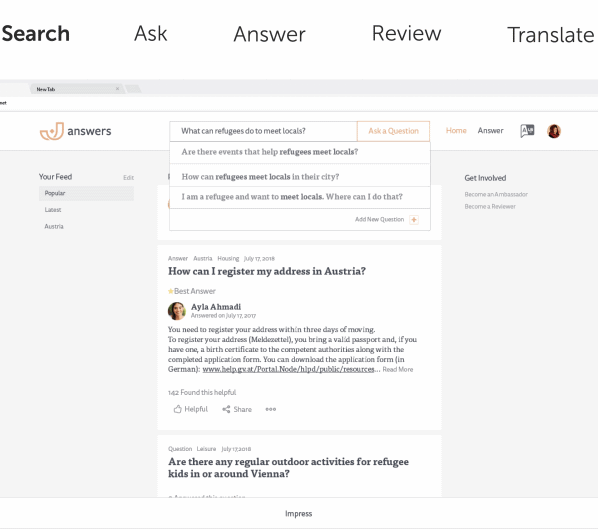 Search Ask Answer Review Translate
New Tab ×
net
answers
What can refugees do to meet locals? Ask a Question
Home Answer
Are there events that help refugees meet locals?
How can refugees meet locals in their city?
I am a refugee and want to meet locals. Where can I do that?
Add New Question +
Your Feed Edit
Popular
Latest
Austria
Get Involved
Become an Ambassador
Become a Reviewer
Answer Austria Housing July 17, 2018
How can I register my address in Austria?
Best Answer
Ayla Ahmadi
Answered on July 17, 2017
You need to register your address within three days of moving.
To register your address (Meldezettel), you bring a valid passport and, if you
have one, a birth certificate to the competent authorities along with the
completed application form. You can download the application form (in
German): www.help.gv.at/Portal.Node/hlpd/public/resources... Read More
142 Found this helpful
Helpful Share
Question Leisure July 17,2018
Are there any regular outdoor activities for refugee
kids in or around Vienna?
Impress